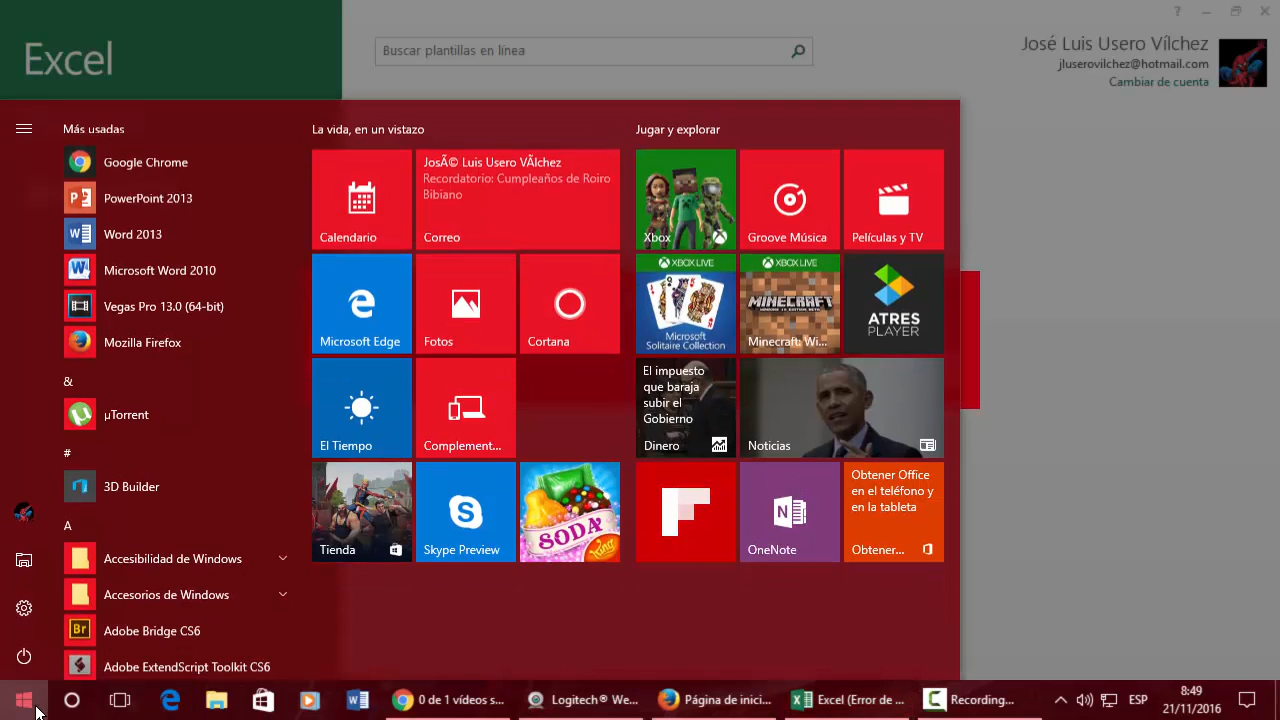 Excel
Buscar plantillas en línea
?
José Luis Usero Vílchez
jluserovilchez@hotmail.com
Cambiar de cuenta
Más usadas
Google Chrome
PowerPoint 2013
Word 2013
Microsoft Word 2010
Vegas Pro 13.0 (64-bit)
Mozilla Firefox
&
µTorrent
#
3D Builder
A
Accesibilidad de Windows
Accesorios de Windows
Br
Adobe Bridge CS6
Adobe ExtendScript Toolkit CS6
La vida, en un vistazo
Calendario
JosÃ© Luis Usero VÃlchez
Recordatorio: Cumpleaños de Roiro
Bibiano
Correo
Microsoft Edge
Fotos
Cortana
El Tiempo
Complement...
Tienda
Skype Preview
SODA
King
Jugar y explorar
Xbox
Groove Música
Películas y TV
XBOX LIVE
Microsoft
Solitaire Collection
XBOX LIVE
MINECRAFT
WINDOWS 10 EDITION BETA
Minecraft: Wi...
ATRES
PLAYER
El impuesto
que baraja
subir el
Gobierno
Dinero
Noticias
OneNote
Obtener Office
en el teléfono y
en la tableta
Obtener...
0 de 1 vídeos s...
Logitech® We...
Página de inici...
Excel (Error de ...
Recording...
ESP
8:49
21/11/2016